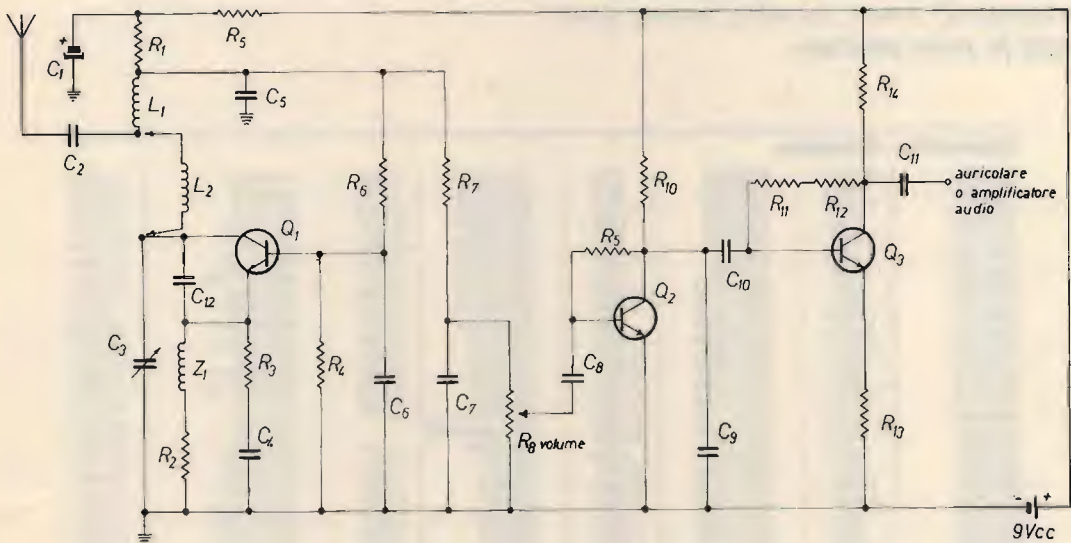 R1
R5
+
C1
L1
C5
C2
L2
R6
R7
R10
R14
C11
auricolare
o amplificatore
audio
R11
R12
Q1
R5
C10
Q3
Q2
C12
C3
Z1
R3
R4
C6
C7
C8
R8 volume
C9
R13
R2
C4
- +
9Vcc